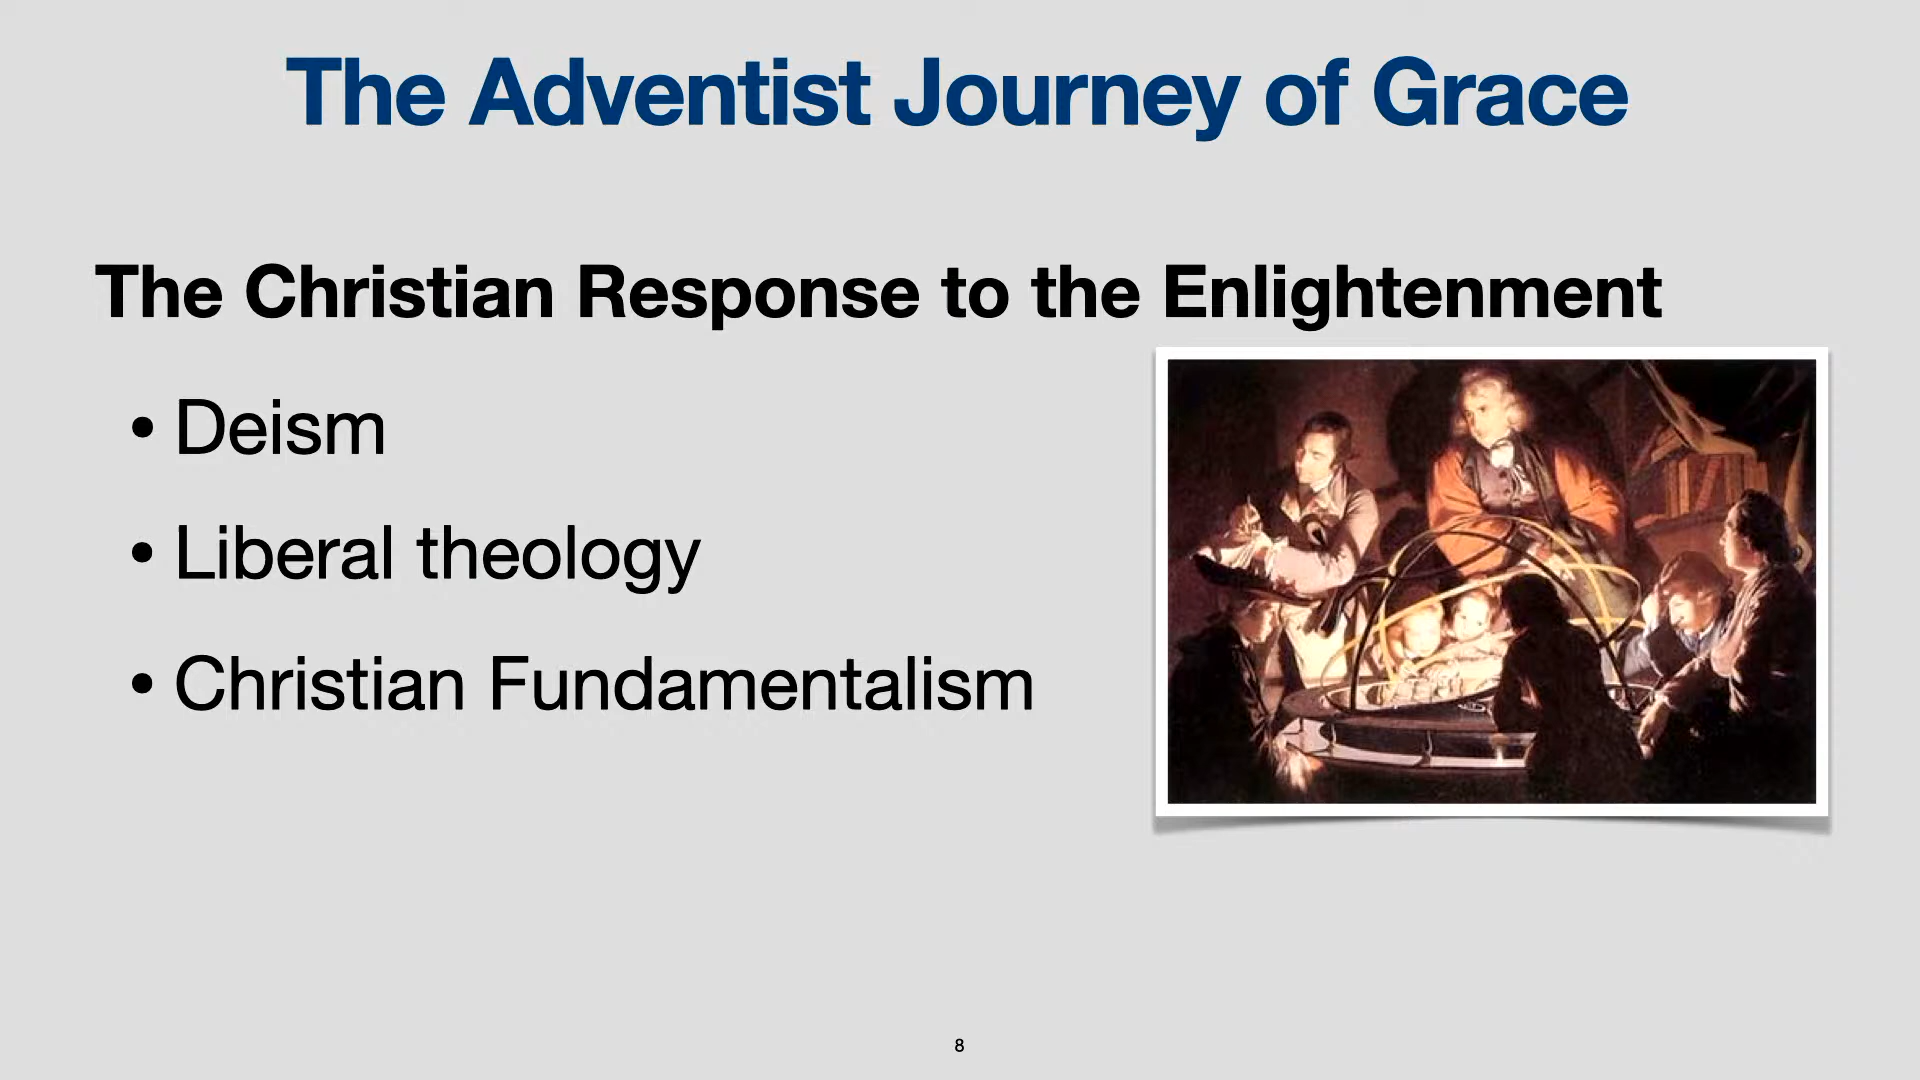 The Adventist Journey of Grace
The Christian Response to the Enlightenment
• Deism
• Liberal theology
• Christian Fundamentalism
8